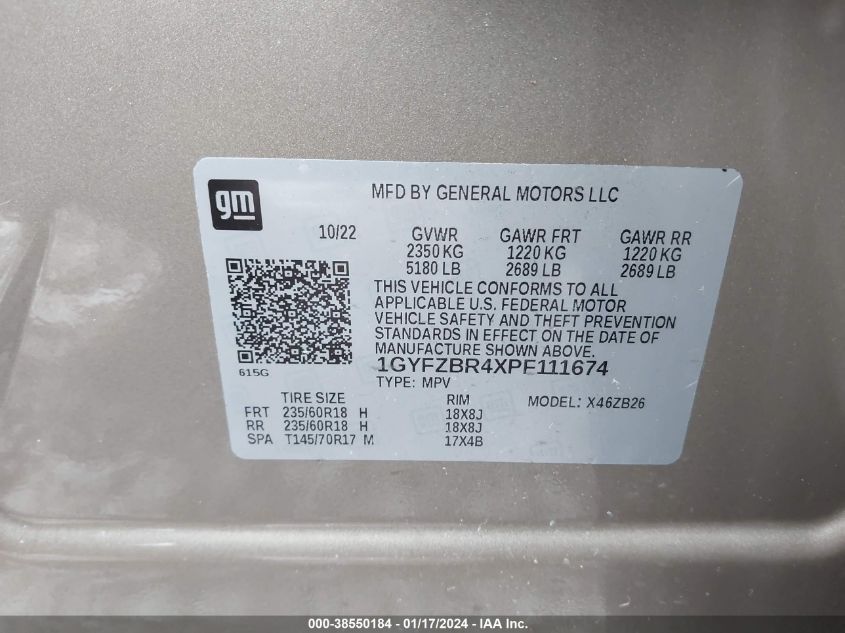 gm
MFD BY GENERAL MOTORS LLC
10/22 GVWR GAWR FRT GAWR RR
2350 KG 1220 KG 1220 KG
5180 LB 2689 LB 2689 LB
THIS VEHICLE CONFORMS TO ALL
APPLICABLE U.S. FEDERAL MOTOR
VEHICLE SAFETY AND THEFT PREVENTION
STANDARDS IN EFFECT ON THE DATE OF
MANUFACTURE SHOWN ABOVE.
615G
1GYFZBR4XPF111674
TYPE: MPV
TIRE SIZE RIM MODEL: X46ZB26
FRT 235/60R18 H 18X8J
RR 235/60R18 H 18X8J
SPA T145/70R17 M 17X4B
000-38550184 - 01/17/2024 - IAA Inc.